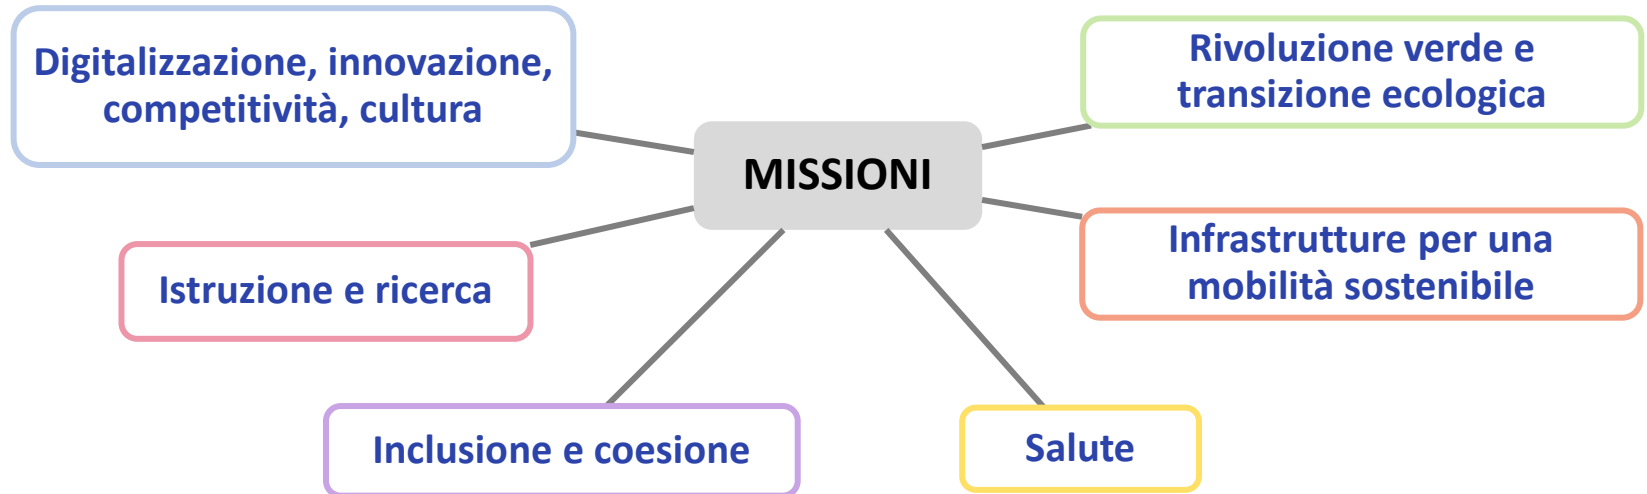 Digitalizzazione, innovazione,
competitività, cultura
Rivoluzione verde e
transizione ecologica
MISSIONI
Istruzione e ricerca
Infrastrutture per una
mobilità sostenibile
Inclusione e coesione
Salute